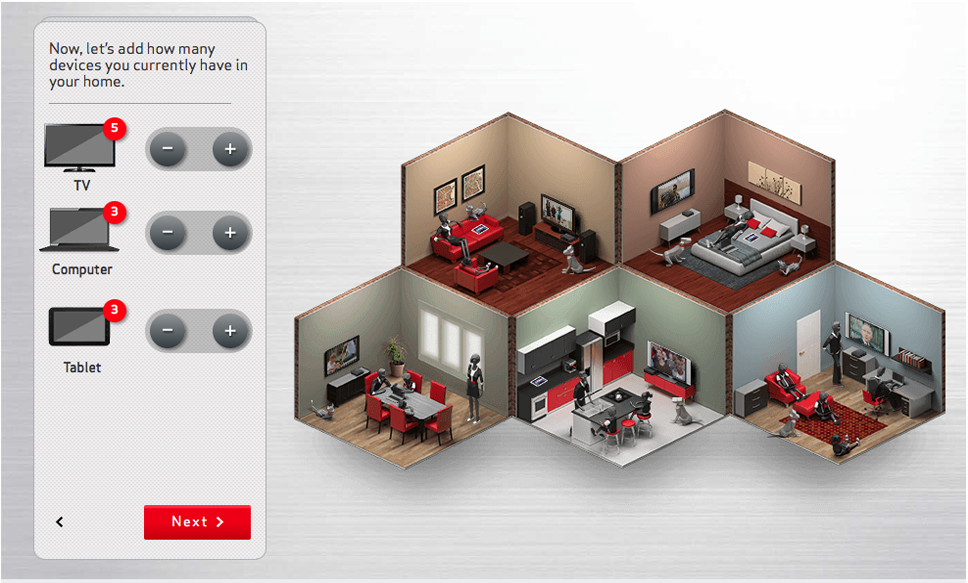 Now, let's add how many
devices you currently have in
your home.
5
TV
3
Computer
3
Tablet
Next